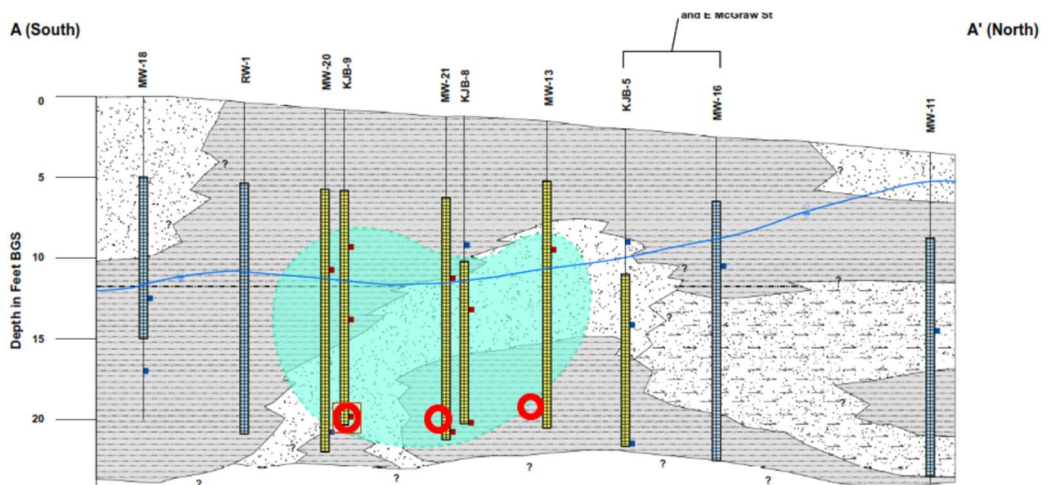 and E McGraw St
A (South)
A' (North)
MW-18
RW-1
MW-20
KJB-9
MW-21
KJB-8
MW-13
KJB-5
MW-16
MW-11
Depth in Feet BGS
0
5
10
15
20
?
?
?
?
?
?
?
?
?
?
?
?